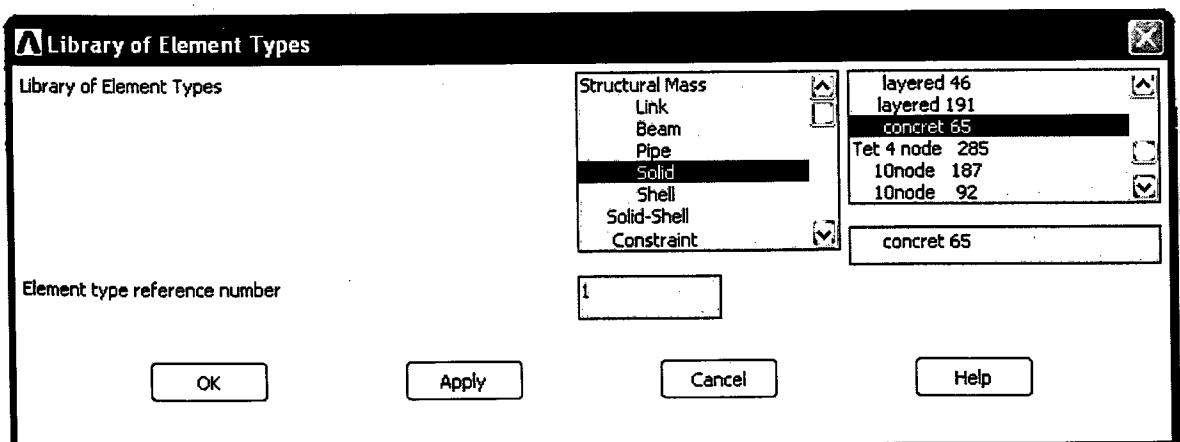 Library of Element Types
Library of Element Types
Structural Mass
Link
Beam
Pipe
Solid
Shell
Solid-Shell
Constraint
layered 46
layered 191
concret 65
Tet 4 node 285
10node 187
10node 92
concret 65
Element type reference number
1
OK
Apply
Cancel
Help